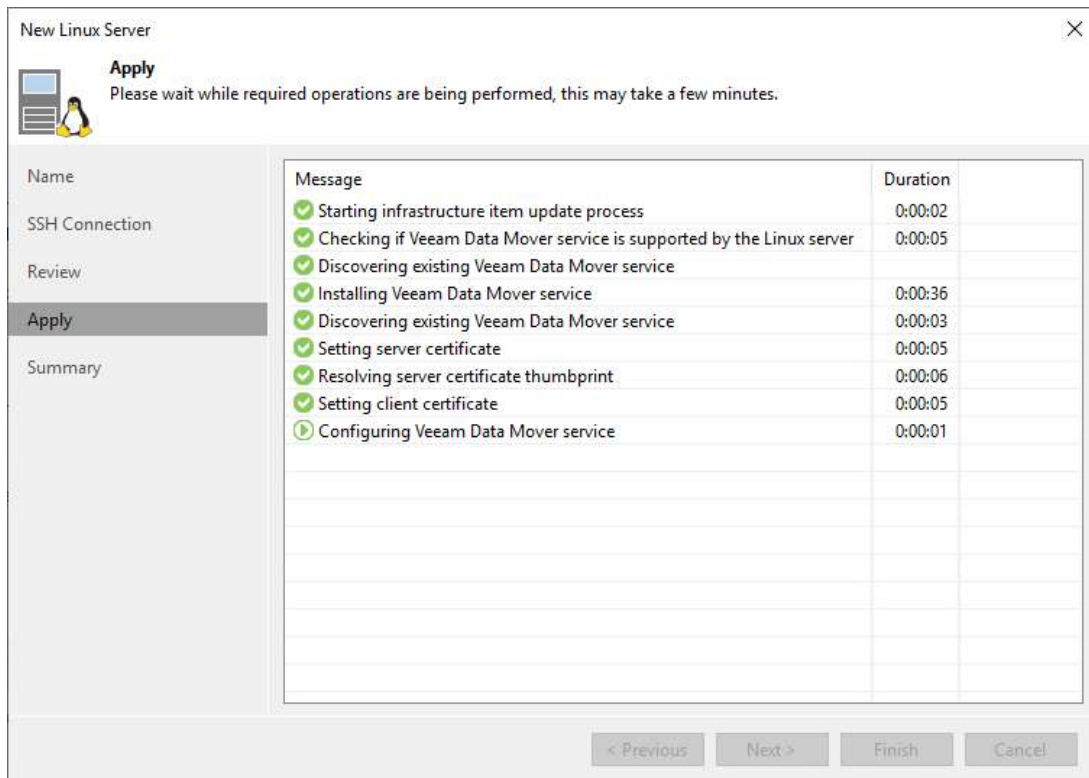 New Linux Server
Apply
Please wait while required operations are being performed, this may take a few minutes.
Name
SSH Connection
Review
Apply
Summary
Message Duration
Starting infrastructure item update process 0:00:02
Checking if Veeam Data Mover service is supported by the Linux server 0:00:05
Discovering existing Veeam Data Mover service
Installing Veeam Data Mover service 0:00:36
Discovering existing Veeam Data Mover service 0:00:03
Setting server certificate 0:00:05
Resolving server certificate thumbprint 0:00:06
Setting client certificate 0:00:05
Configuring Veeam Data Mover service 0:00:01
< Previous Next > Finish Cancel